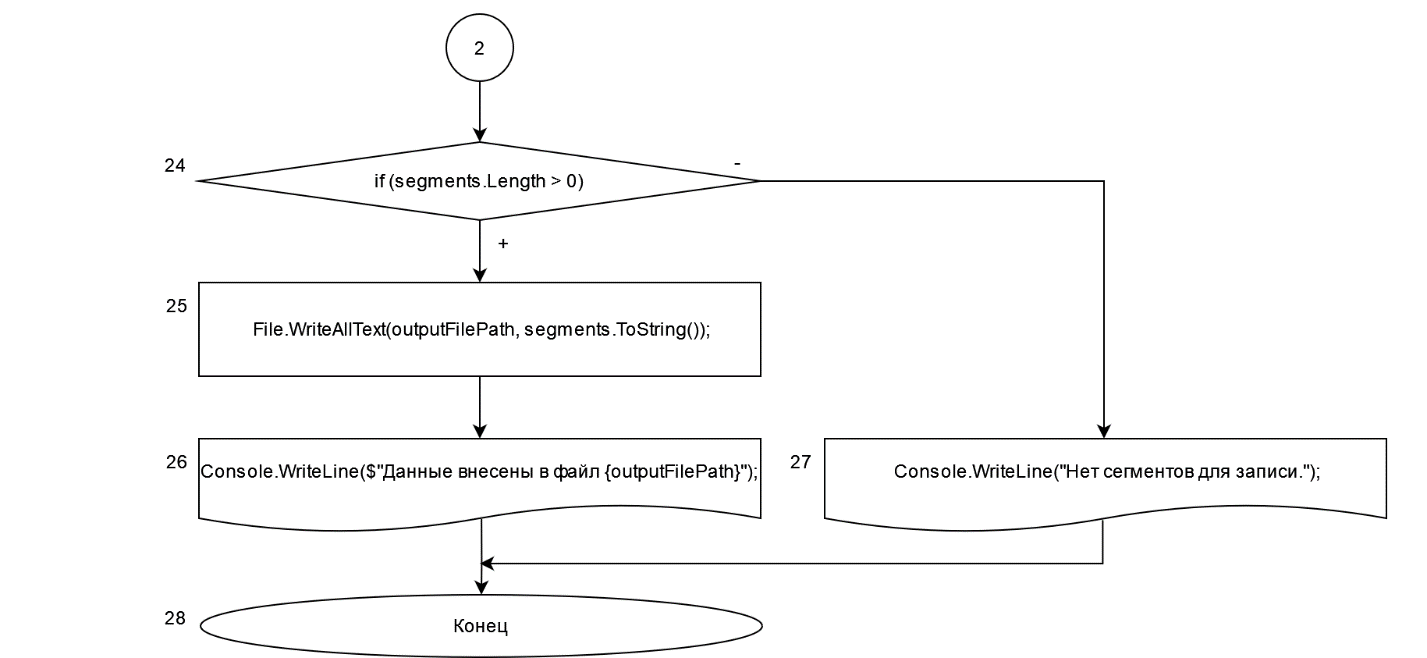 2
24
if (segments.Length > 0)
-
+
25
File.WriteAllText(outputFilePath, segments.ToString());
26
Console.WriteLine($"Данные внесены в файл {outputFilePath}");
27
Console.WriteLine("Нет сегментов для записи.");
28
Конец